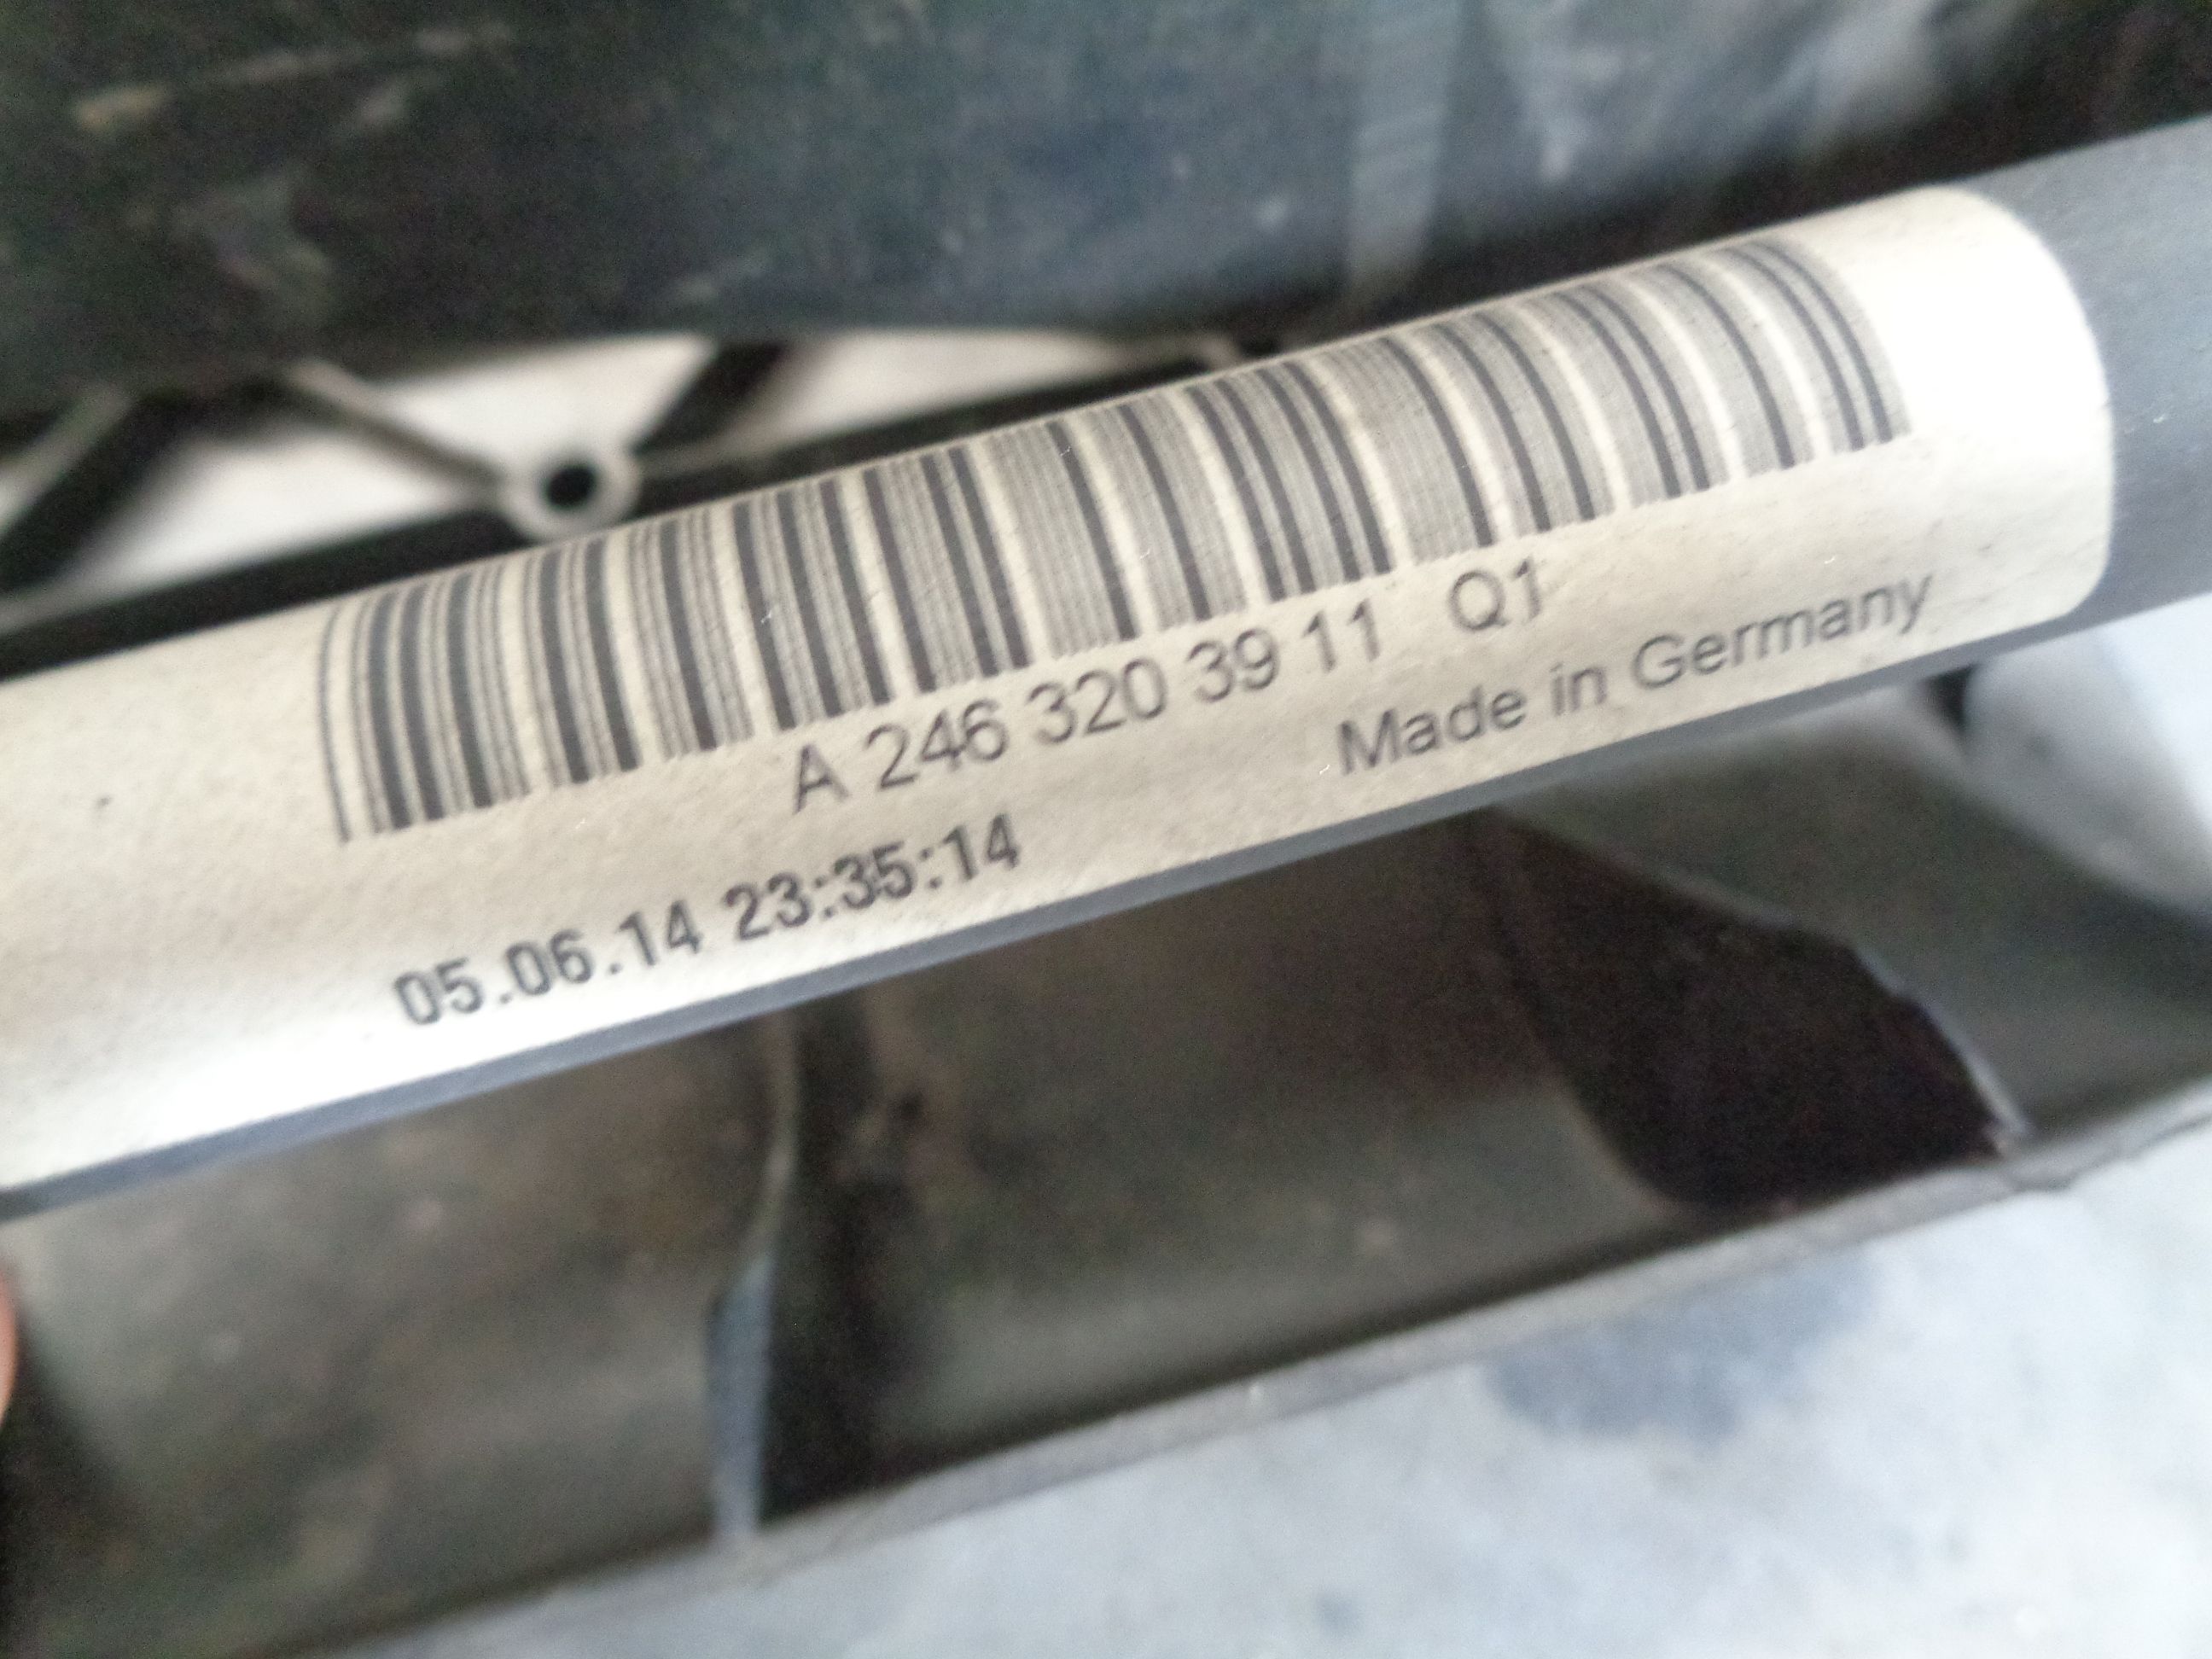 A 246 320 39 11 Q1
Made in Germany
05.06.14 23:35:14